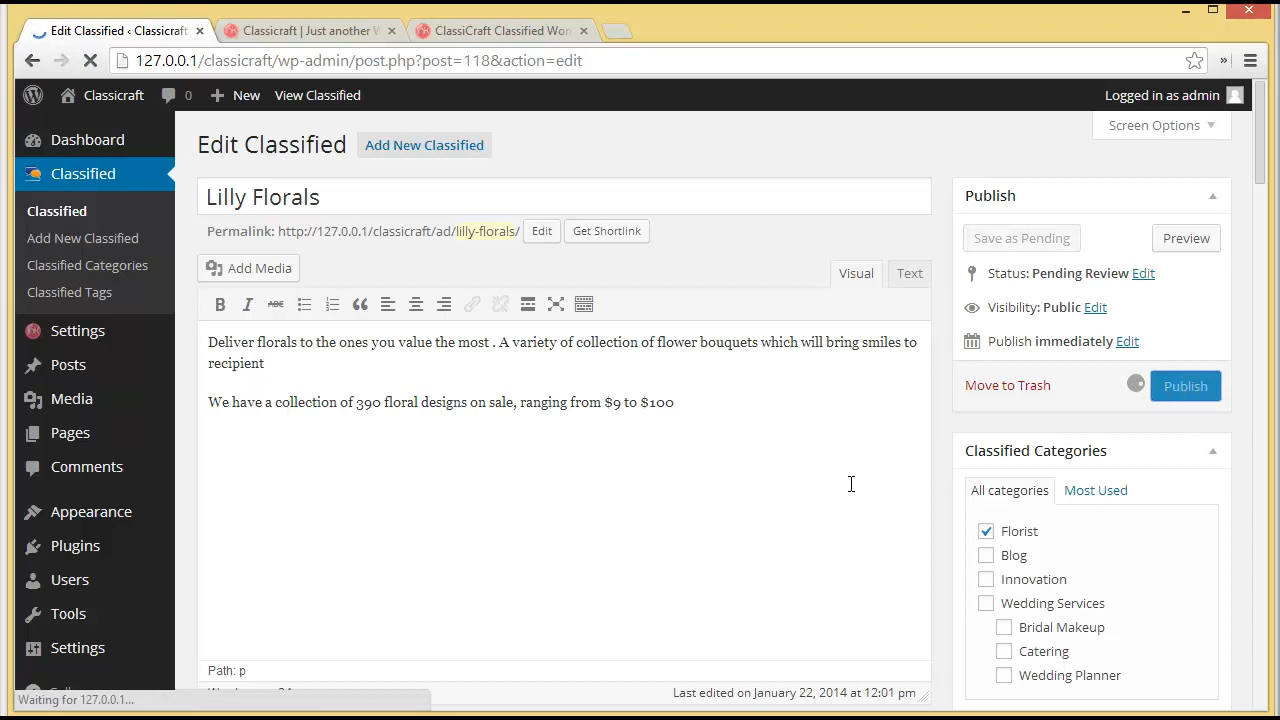 Edit Classified ‹ Classicraft
Classicraft | Just another W
ClassiCraft Classified Wor
127.0.0.1/classicraft/wp-admin/post.php?post=118&action=edit
»
Classicraft 0 New View Classified Logged in as admin
Screen Options
Edit Classified Add New Classified
Dashboard
Classified
Classified
Add New Classified
Classified Categories
Classified Tags
Settings
Posts
Media
Pages
Comments
Appearance
Plugins
Users
Tools
Settings
Lilly Florals
Permalink: http://127.0.0.1/classicraft/ad/lilly-florals/ Edit Get Shortlink
Add Media
Visual Text
B I ABC
Deliver florals to the ones you value the most . A variety of collection of flower bouquets which will bring smiles to
recipient
We have a collection of 390 floral designs on sale, ranging from $9 to $100
Path: p
Last edited on January 22, 2014 at 12:01 pm
Publish
Save as Pending Preview
Status: Pending Review Edit
Visibility: Public Edit
Publish immediately Edit
Move to Trash Publish
Classified Categories
All categories Most Used
Florist
Blog
Innovation
Wedding Services
Bridal Makeup
Catering
Wedding Planner
Waiting for 127.0.0.1...